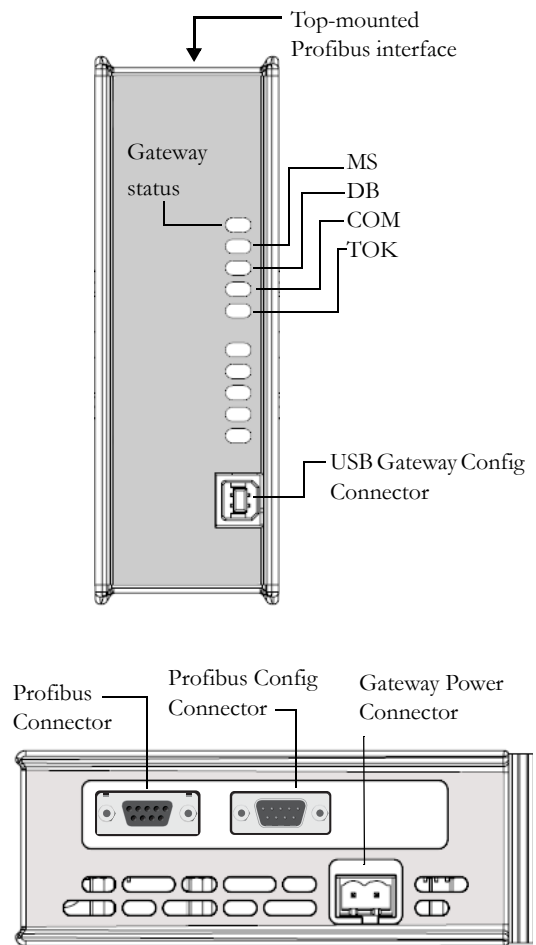 Top-mounted
Profibus interface
Gateway
status
MS
DB
COM
TOK
USB Gateway Config
Connector
Profibus
Connector
Profibus Config
Connector
Gateway Power
Connector